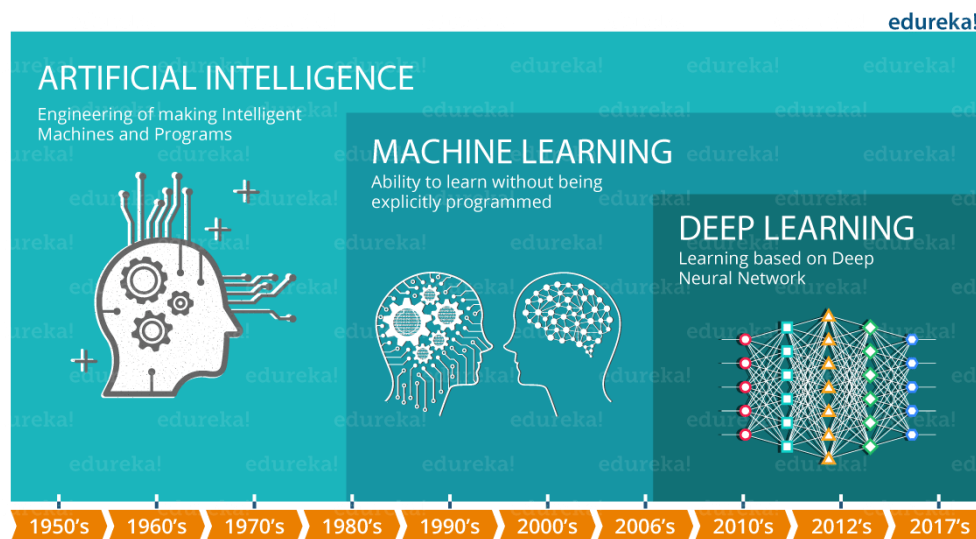 edureka!
ARTIFICIAL INTELLIGENCE
Engineering of making Intelligent
Machines and Programs
MACHINE LEARNING
Ability to learn without being
explicitly programmed
DEEP LEARNING
Learning based on Deep
Neural Network
1950's 1960's 1970's 1980's 1990's 2000's 2006's 2010's 2012's 2017's